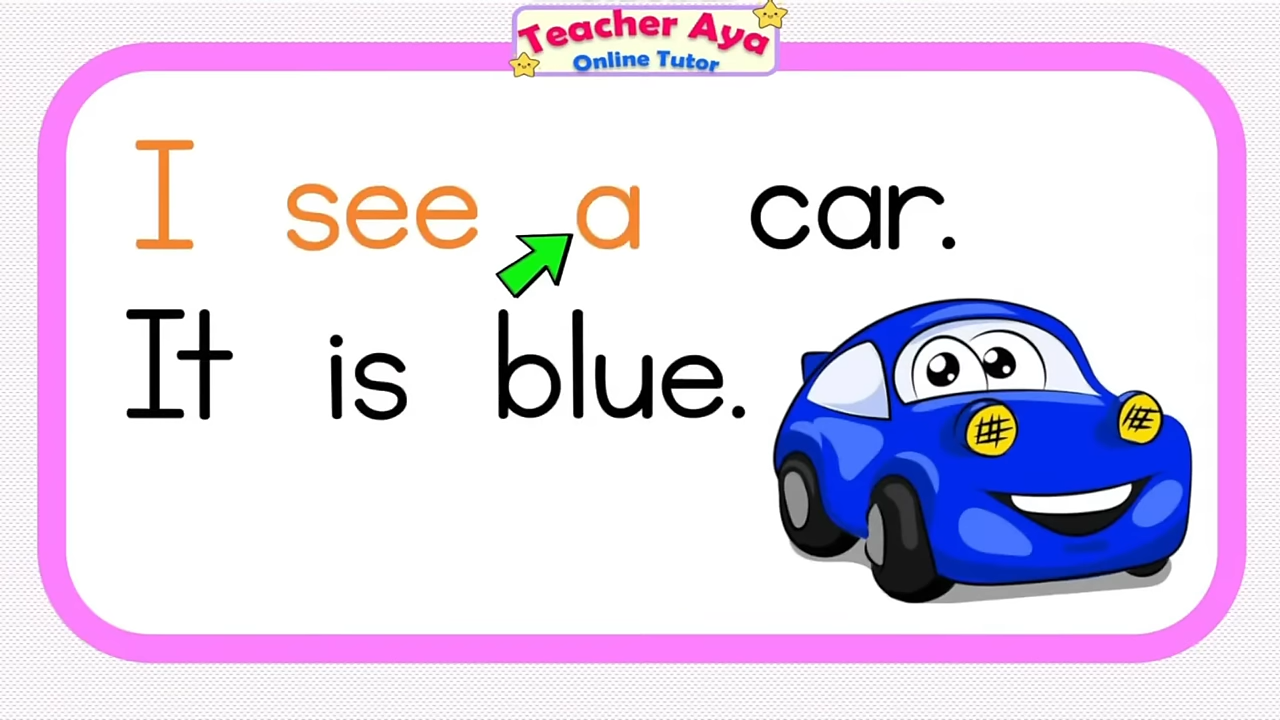 Teacher Aya
Online Tutor
I see a car.
It is blue.